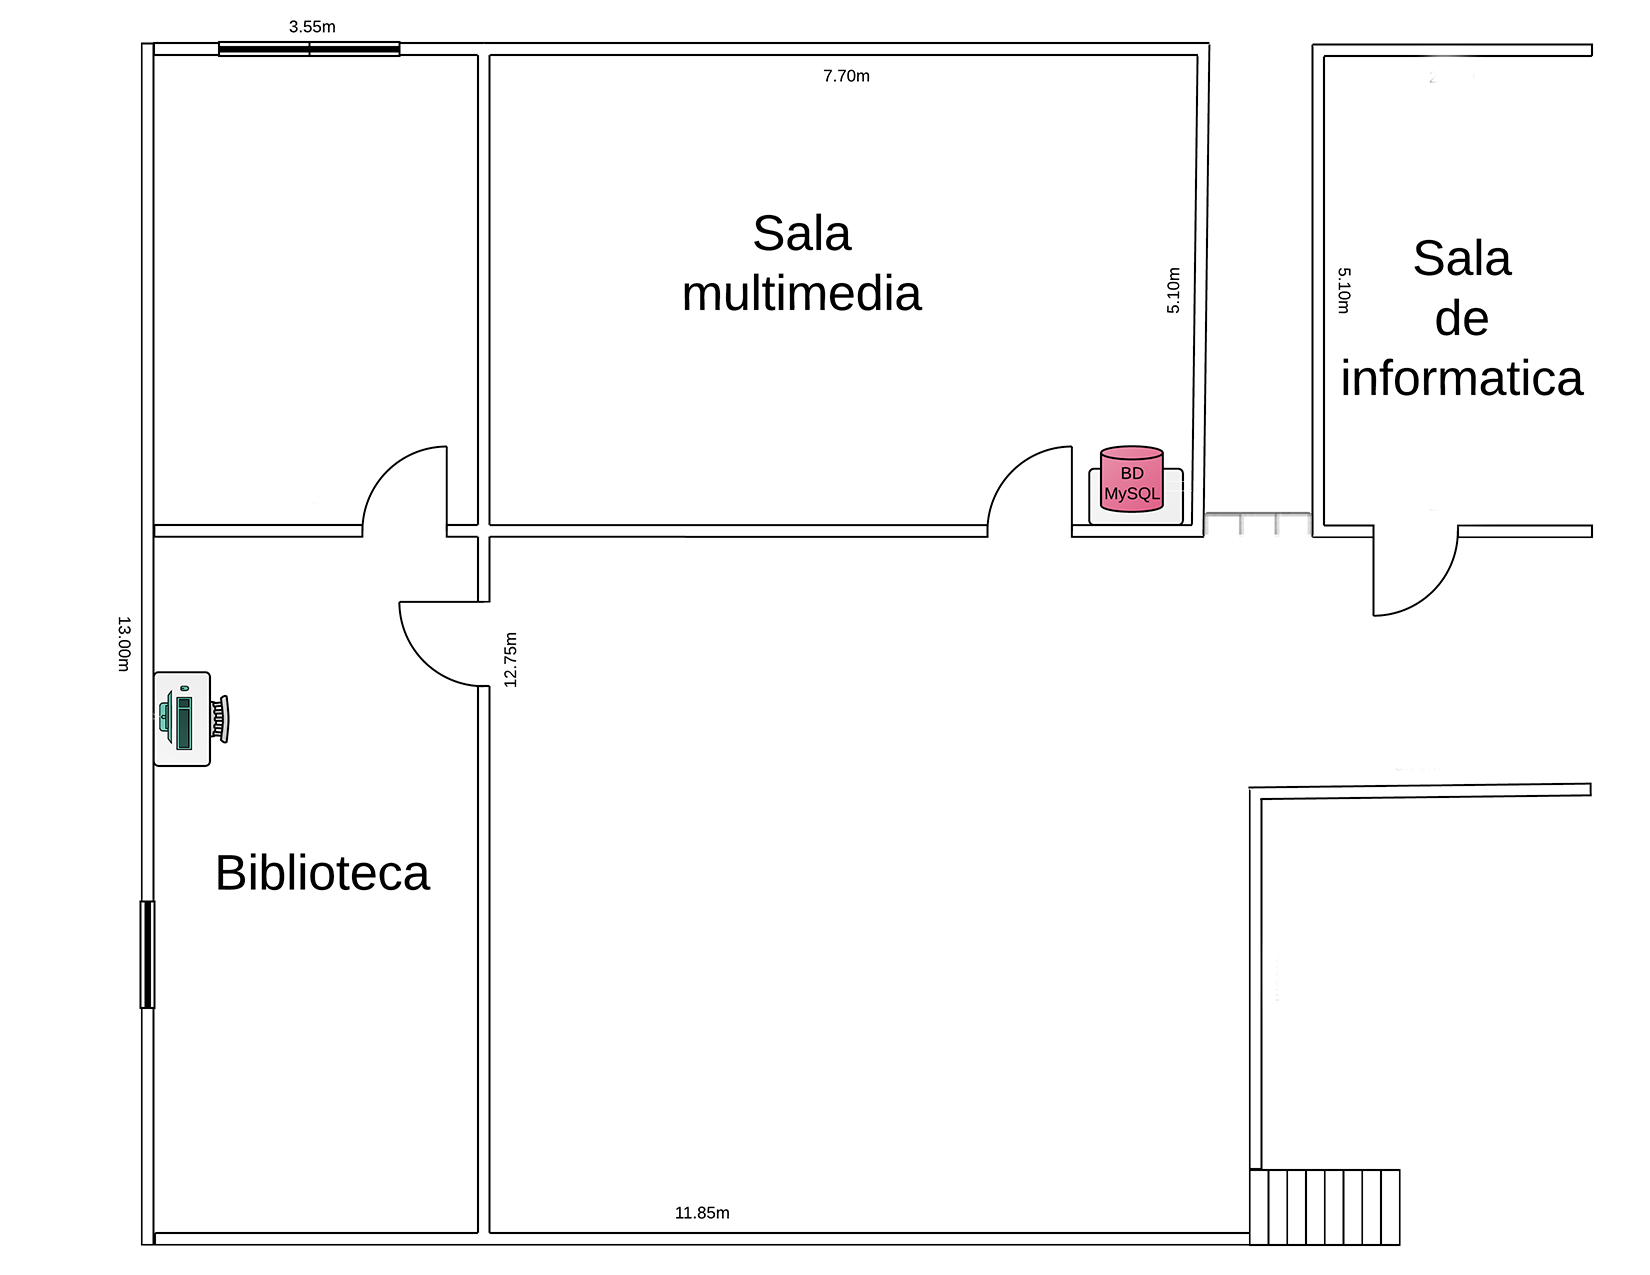 3.55m
7.70m
Sala
multimedia
5.10m
5.10m
Sala
de
informatica
BD
MySQL
13.00m
12.75m
Biblioteca
11.85m